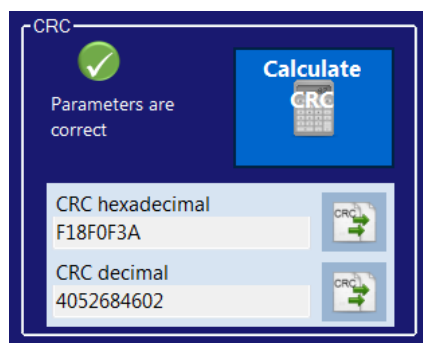 CRC
Calculate
CRC
Parameters are
correct
CRC hexadecimal
F18F0F3A
CRC
CRC decimal
4052684602
CRC